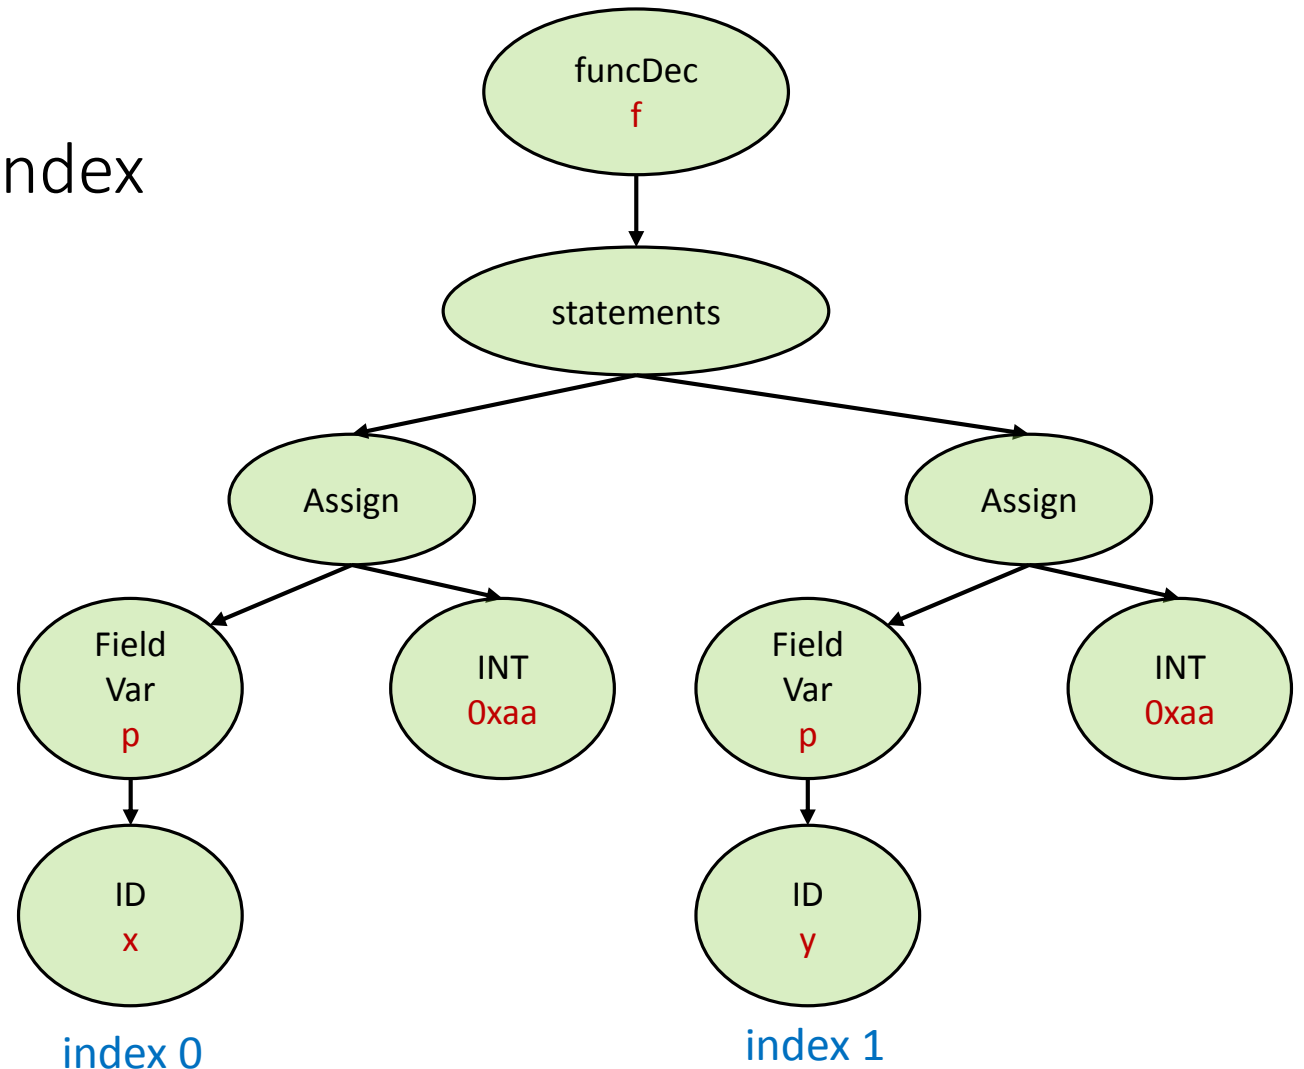 funcDec
f
ndex
statements
Assign
Assign
Field
Var
p
INT
0xaa
Field
Var
p
INT
0xaa
ID
x
ID
y
index 0
index 1